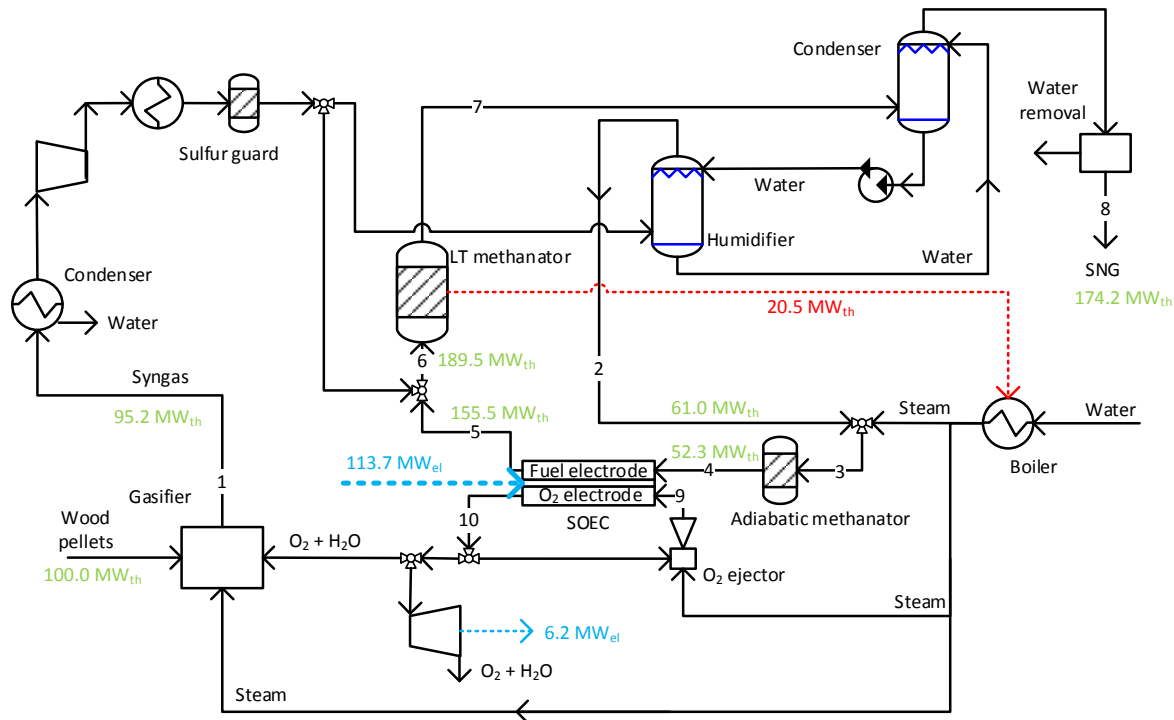 Condenser
7
Water
removal
Sulfur guard
Water
8
LT methanator
Humidifier
Water
SNG
174.2 MWth
Condenser
20.5 MWth
Water
6
189.5 MWth
2
Syngas
95.2 MWth
155.5 MWth
61.0 MWth
Steam
Water
5
52.3 MWth
Boiler
113.7 MWel
Fuel electrode
4
3
1
O2 electrode
9
Gasifier
SOEC
Adiabatic methanator
10
Wood
pellets
O2 + H2O
100.0 MWth
O2 ejector
Steam
6.2 MWel
O2 + H2O
Steam